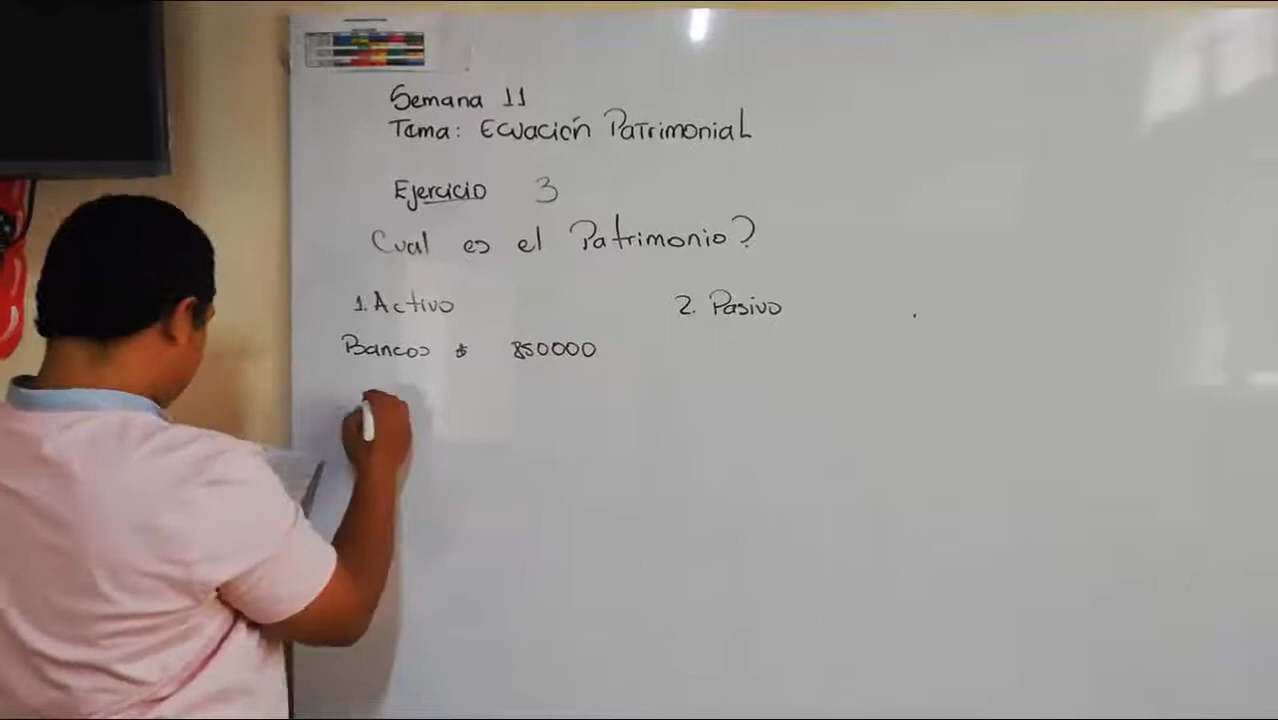 Semana 11
Tema: Ecuación Patrimonial
Ejercicio 3
Cual es el Patrimonio?
1. Activo
2. Pasivo
Bancos $ 850000